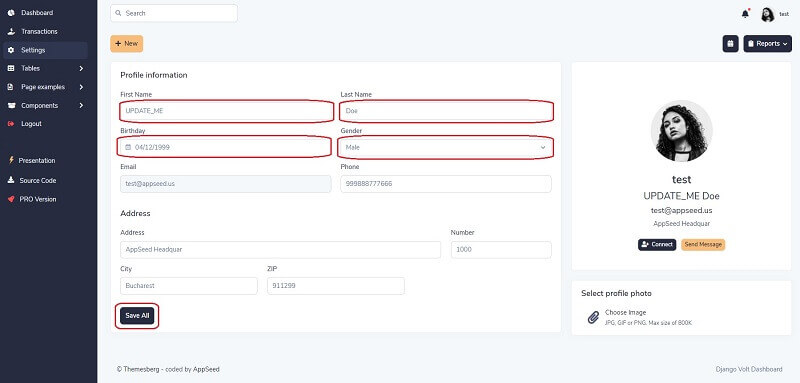 Dashboard
Transactions
Settings
Tables
Page examples
Components
Logout
Presentation
Source Code
PRO Version
Search
test
New
Reports
Profile information
First Name
Last Name
UPDATE_ME
Doe
Birthday
Gender
04/12/1999
Male
Email
Phone
test@appseed.us
999888777666
Address
Address
Number
AppSeed Headquar
1000
City
ZIP
Bucharest
911299
Save All
test
UPDATE_ME Doe
test@appseed.us
AppSeed Headquar
Connect
Send Message
Select profile photo
Choose Image
JPG, GIF or PNG. Max size of 800K
© Themesberg - coded by AppSeed
Django Volt Dashboard